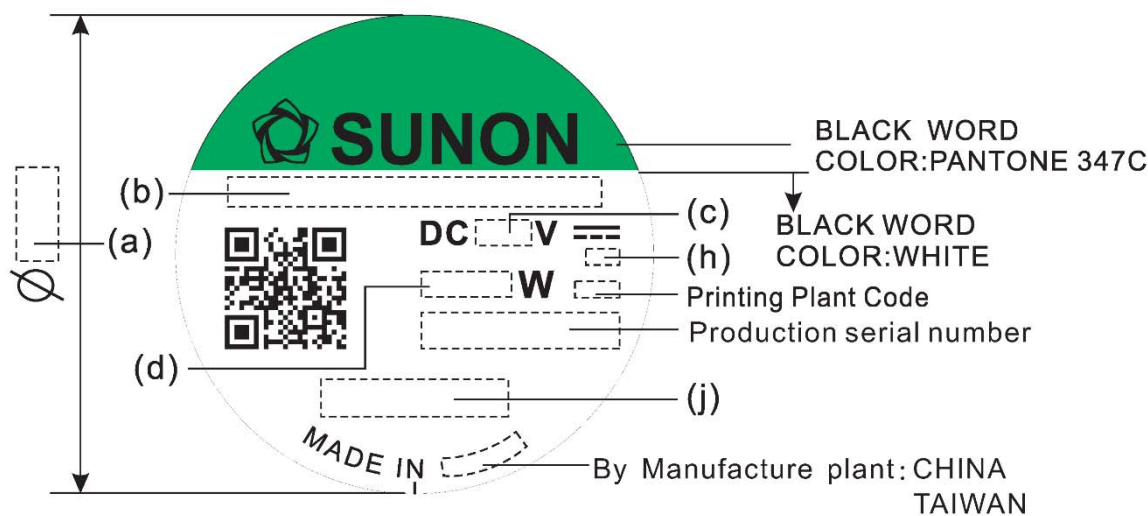 SUNON
BLACK WORD
COLOR:PANTONE 347C
(b)
(c)
DC V
BLACK WORD
COLOR:WHITE
(a)
(h)
Ø
W
Printing Plant Code
Production serial number
(d)
(j)
MADE IN
By Manufacture plant: CHINA
TAIWAN